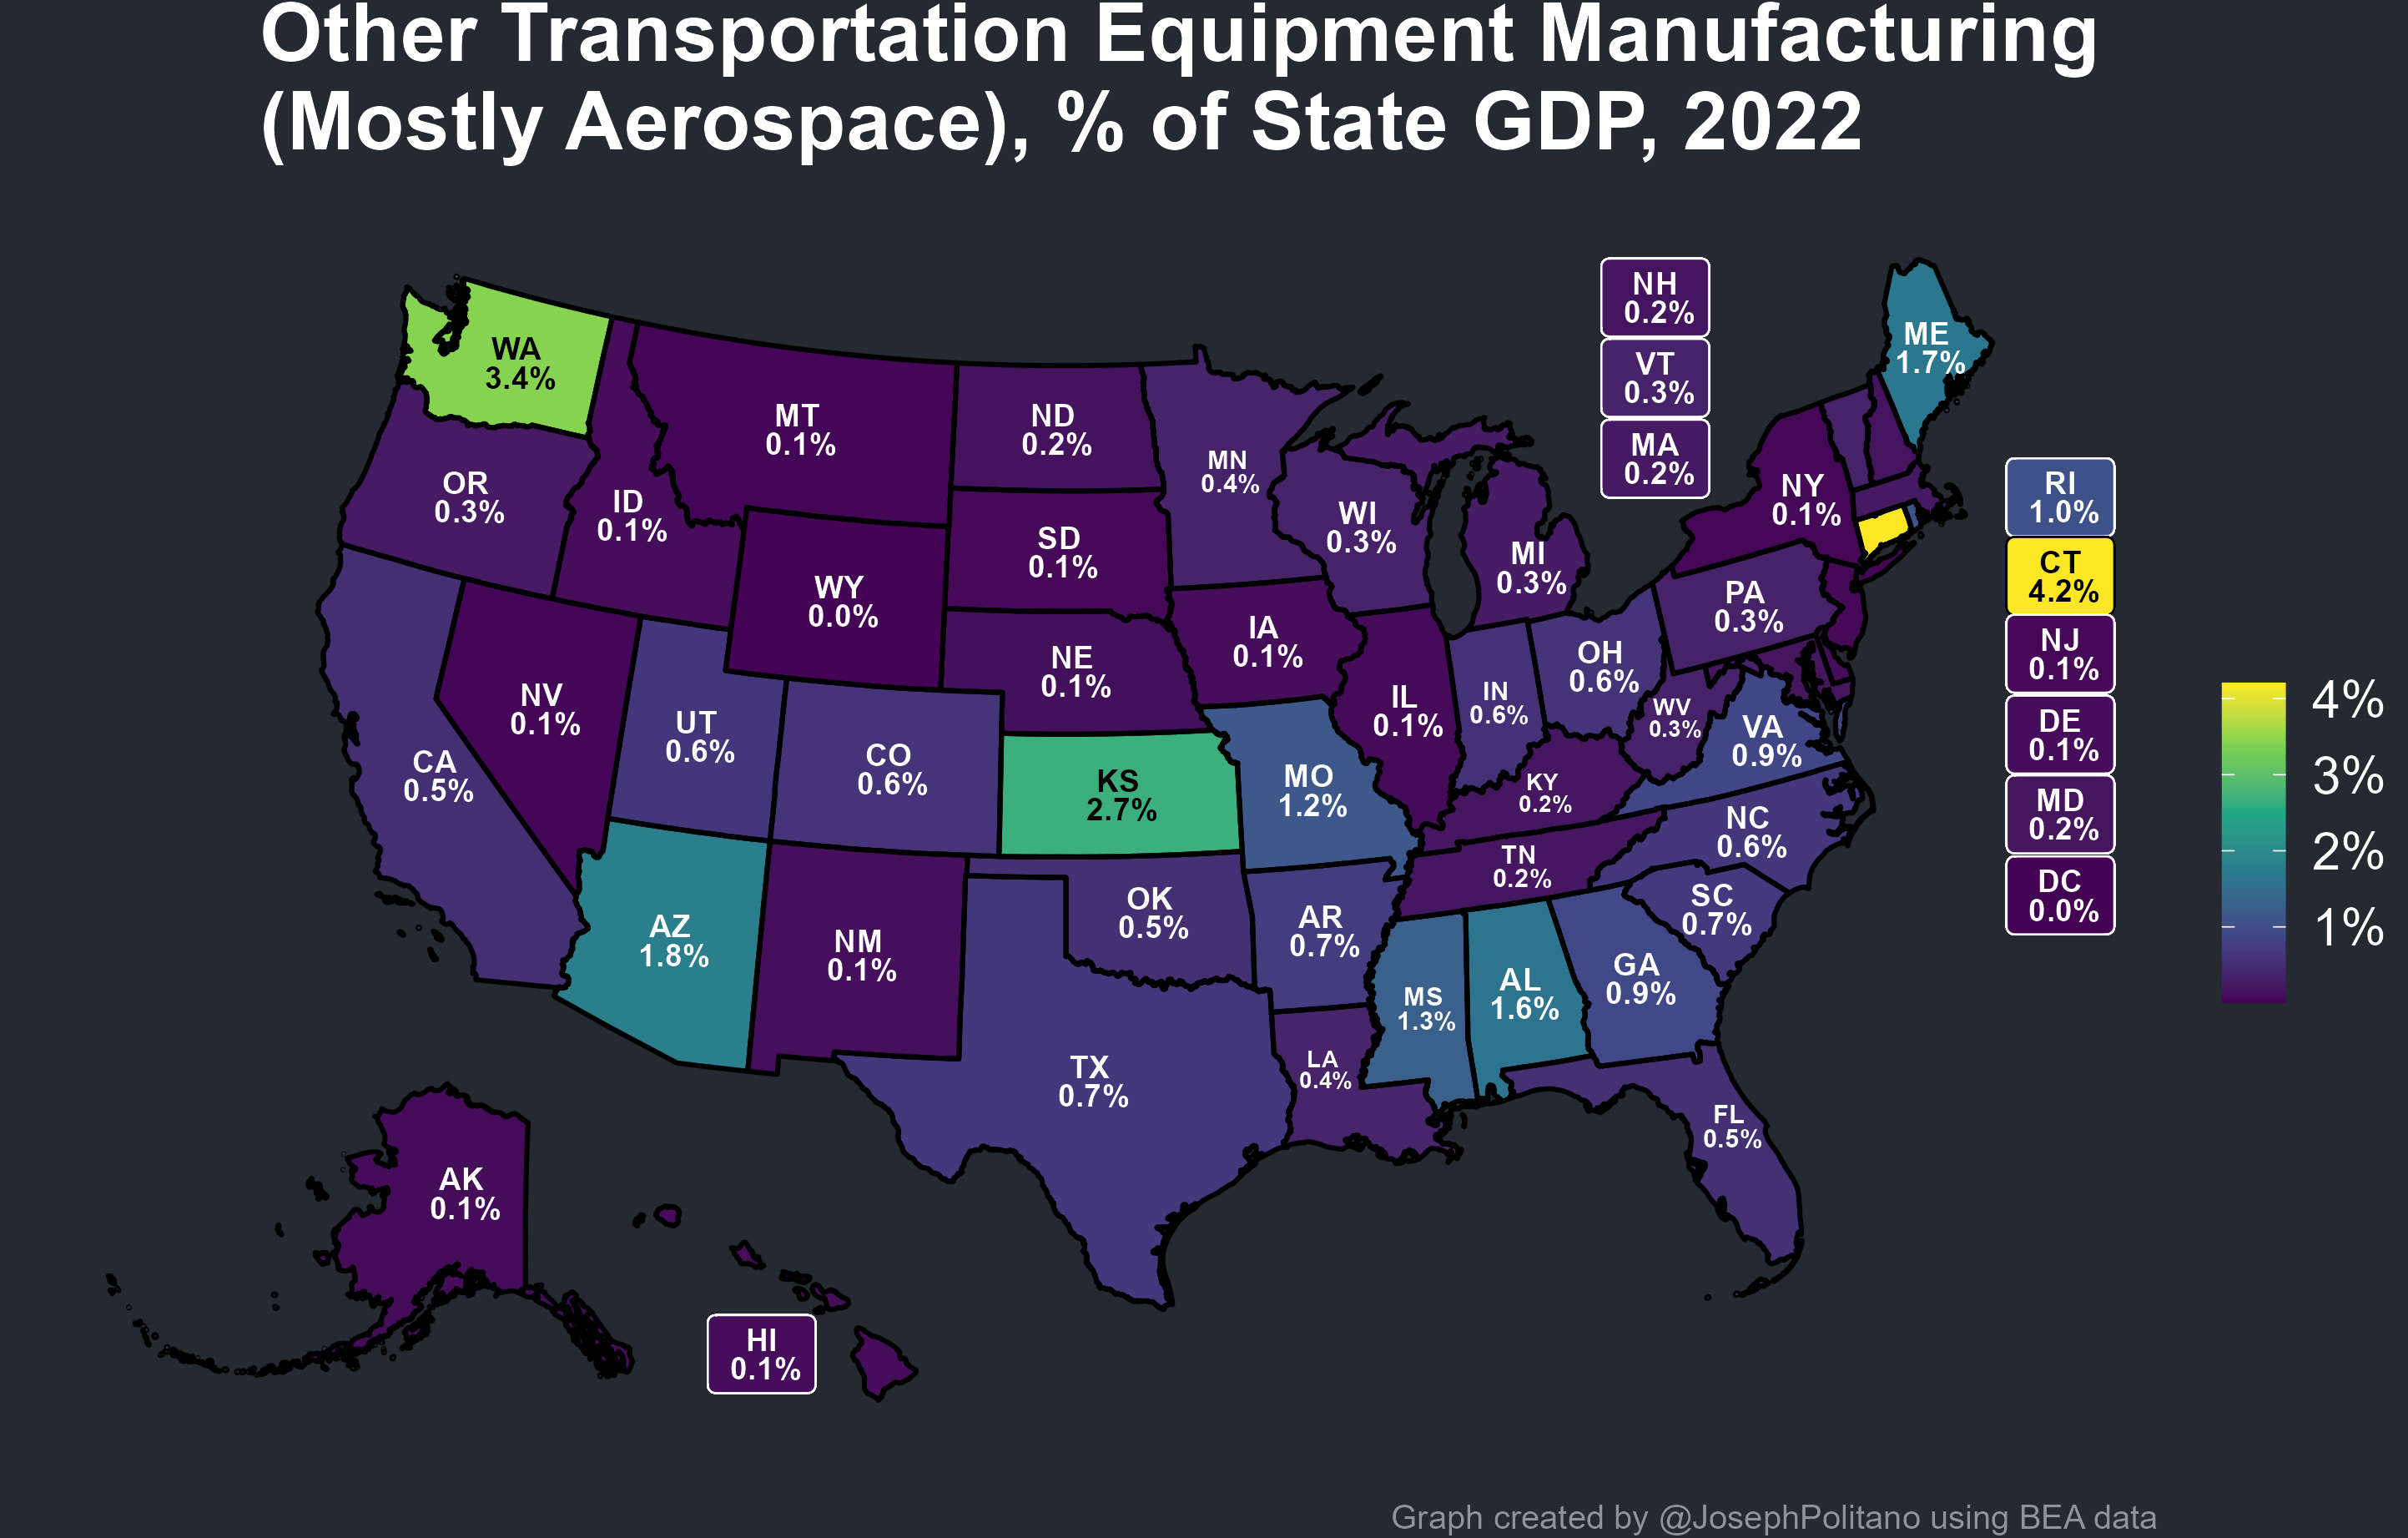 Other Transportation Equipment Manufacturing
(Mostly Aerospace), % of State GDP, 2022
NH
0.2%
VT
0.3%
MA
0.2%
WA
3.4%
ME
1.7%
MT
0.1%
ND
0.2%
MN
0.4%
OR
0.3%
ID
0.1%
WI
0.3%
NY
0.1%
RI
1.0%
SD
0.1%
MI
0.3%
CT
4.2%
WY
0.0%
PA
0.3%
IA
0.1%
NE
0.1%
OH
0.6%
NJ
0.1%
NV
0.1%
UT
0.6%
IL
0.1%
IN
0.6%
WV
0.3%
VA
0.9%
DE
0.1%
CA
0.5%
CO
0.6%
KS
2.7%
MO
1.2%
KY
0.2%
MD
0.2%
NC
0.6%
TN
0.2%
DC
0.0%
AZ
1.8%
NM
0.1%
OK
0.5%
AR
0.7%
SC
0.7%
MS
1.3%
AL
1.6%
GA
0.9%
TX
0.7%
LA
0.4%
FL
0.5%
AK
0.1%
HI
0.1%
4%
3%
2%
1%
Graph created by @JosephPolitano using BEA data